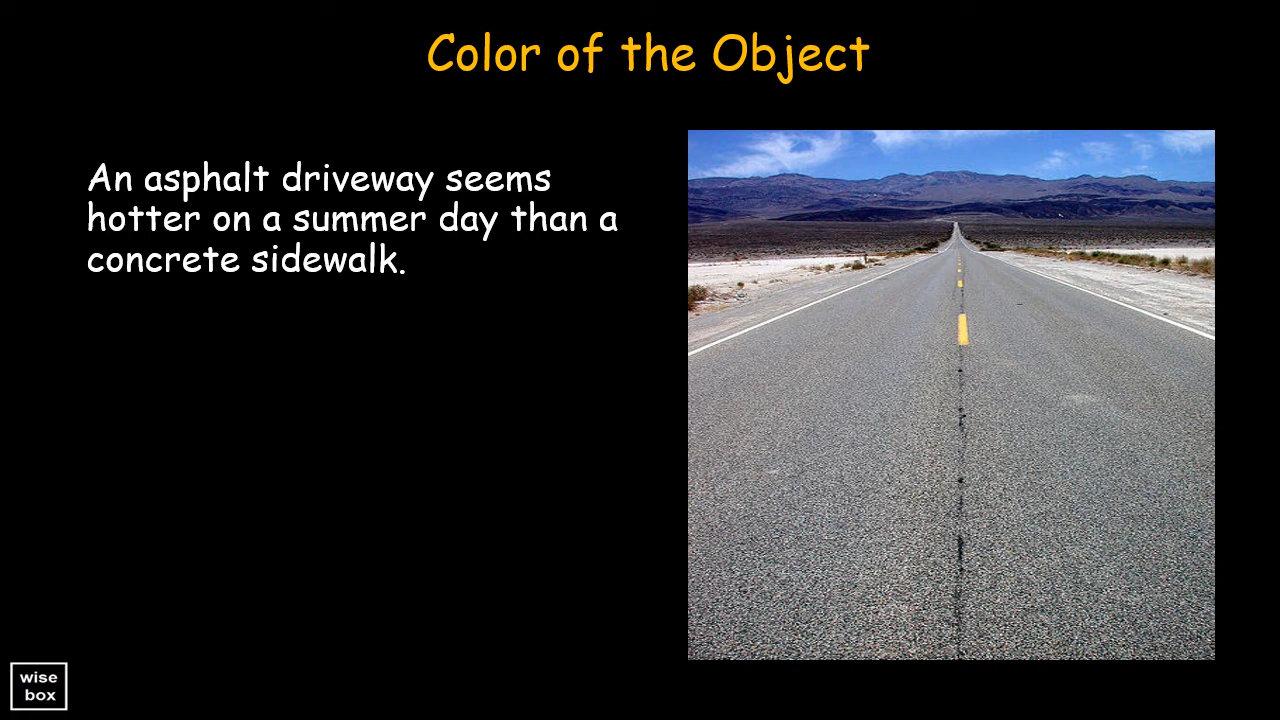 Color of the Object
An asphalt driveway seems
hotter on a summer day than a
concrete sidewalk.
wise
box